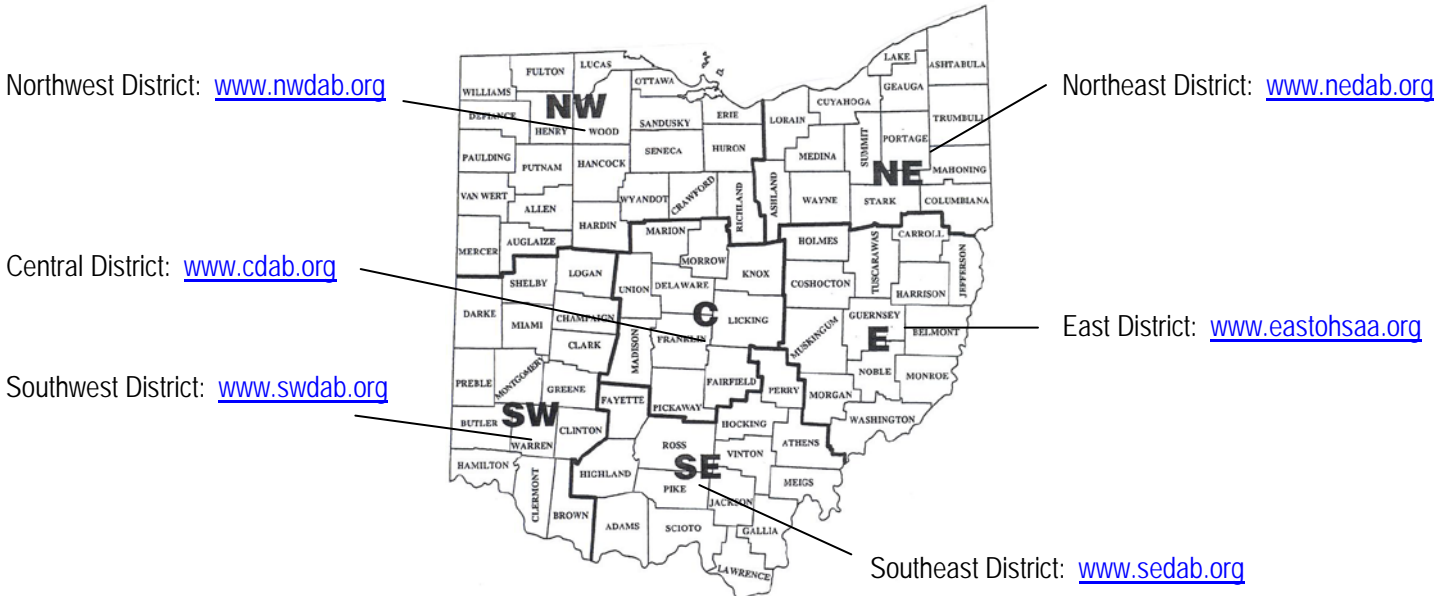 Northwest District: www.nwdab.org
Central District: www.cdab.org
Southwest District: www.swdab.org
Northeast District: www.nedab.org
East District: www.eastohsaa.org
Southeast District: www.sedab.org
NW
NE
C
E
SW
SE
WILLIAMS
FULTON
LUCAS
OTTAWA
DEFIANCE
HENRY
WOOD
SANDUSKY
ERIE
PAULDING
PUTNAM
HANCOCK
SENECA
HURON
VAN WERT
ALLEN
WYANDOT
CRAWFORD
RICHLAND
HARDIN
MERCER
AUGLAIZE
LORAIN
CUYAHOGA
LAKE
GEAUGA
ASHTABULA
TRUMBULL
MEDINA
SUMMIT
PORTAGE
MAHONING
ASHLAND
WAYNE
STARK
COLUMBIANA
MARION
MORROW
KNOX
UNION
DELAWARE
LICKING
MADISON
FRANKLIN
FAIRFIELD
PICKAWAY
HOLMES
TUSCARAWAS
CARROLL
JEFFERSON
COSHOCTON
HARRISON
MUSKINGUM
GUERNSEY
BELMONT
NOBLE
MONROE
MORGAN
WASHINGTON
PERRY
SHELBY
LOGAN
DARKE
MIAMI
CHAMPAIGN
CLARK
PREBLE
MONTGOMERY
GREENE
BUTLER
WARREN
CLINTON
HAMILTON
CLERMONT
BROWN
FAYETTE
HOCKING
ROSS
VINTON
ATHENS
HIGHLAND
PIKE
JACKSON
MEIGS
ADAMS
SCIOTO
GALLIA
LAWRENCE